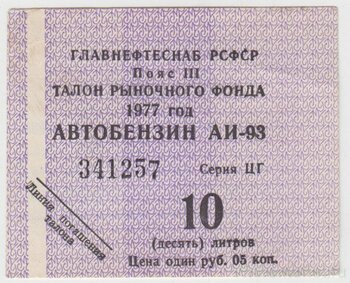 ГЛАВНЕФТЕСНАБ РСФСР
Пояс III
ТАЛОН РЫНОЧНОГО ФОНДА
1977 год
АВТОБЕНЗИН АИ-93
341257 Серия ЦГ
Линия погашения
талона
10
(десять) литров
Цена один руб. 05 коп.